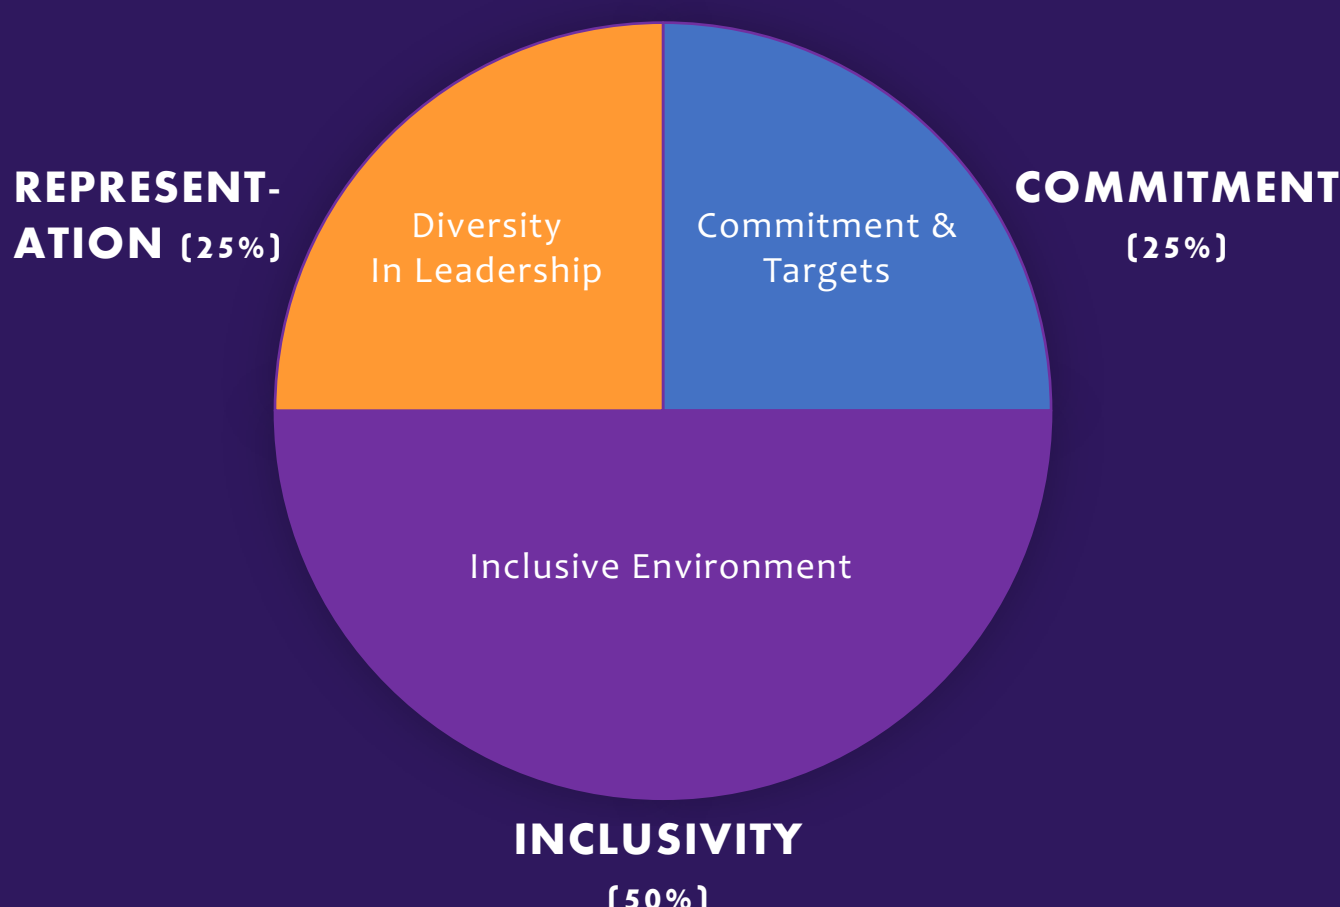 REPRESENT-
ATION (25%)
Diversity
In Leadership
Commitment &
Targets
COMMITMENT
(25%)
Inclusive Environment
INCLUSIVITY
(50%)